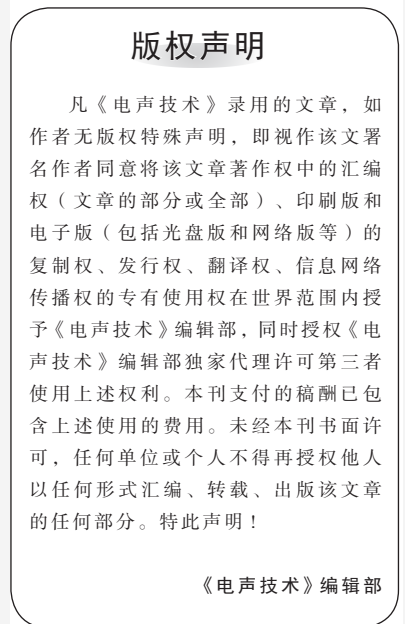 版权声明
凡《电声技术》录用的文章，如
作者无版权特殊声明，即视作该文署
名作者同意将该文章著作权中的汇编
权（文章的部分或全部）、印刷版和
电子版（包括光盘版和网络版等）的
复制权、发行权、翻译权、信息网络
传播权的专有使用权在世界范围内授
予《电声技术》编辑部，同时授权《电
声技术》编辑部独家代理许可第三者
使用上述权利。本刊支付的稿酬已包
含上述使用的费用。未经本刊书面许
可，任何单位或个人不得再授权他人
以任何形式汇编、转载、出版该文章
的任何部分。特此声明！
《电声技术》编辑部